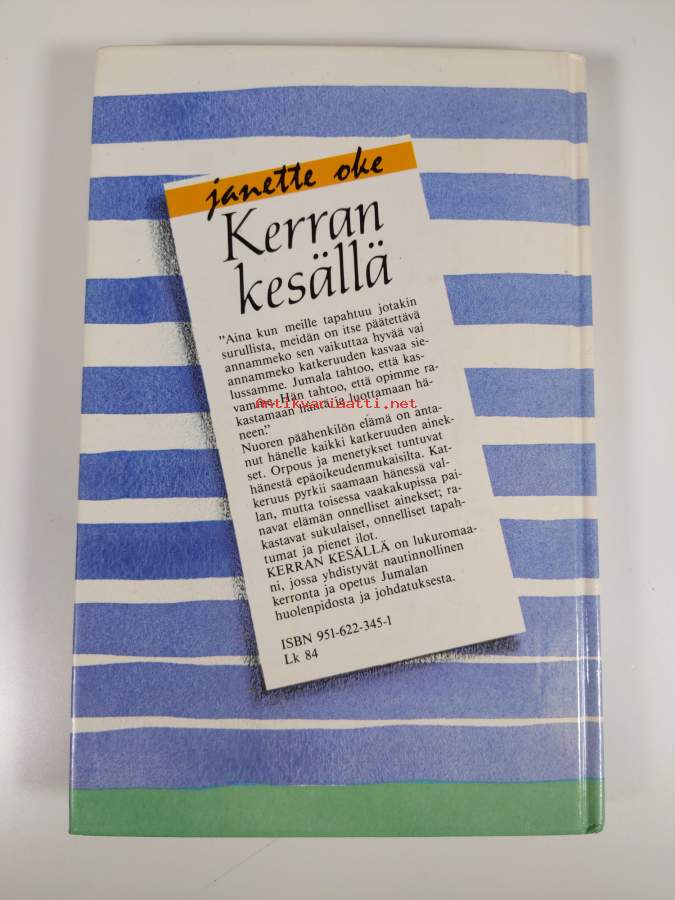 janette oke
Kerran
kesällä
"Aina kun meille tapahtuu jotakin
surullista, meidän on itse päätettävä
annammeko sen vaikuttaa hyvää vai
annammeko katkeruuden kasvaa sie-
lussamme. Jumala tahtoo, että kas-
vamme. Hän tahtoo, että opimme ra-
antikvariaatti.net
kastamaan häntä ja luottamaan hä-
neen."
Nuoren päähenkilön elämä on anta-
nut hänelle kaikki katkeruuden ainek-
set. Orpous ja menetykset tuntuvat
hänestä epäoikeudenmukaisilta. Kat-
keruus pyrkii saamaan hänessä val-
lan, mutta toisessa vaakakupissa pai-
navat elämän onnelliset ainekset; ra-
kastavat sukulaiset, onnelliset tapah-
tumat ja pienet ilot.
KERRAN KESÄLLÄ on lukuromaa-
ni, jossa yhdistyvät nautinnollinen
kerronta ja opetus Jumalan
huolenpidosta ja johdatuksesta.
ISBN 951-622-345-1
Lk 84